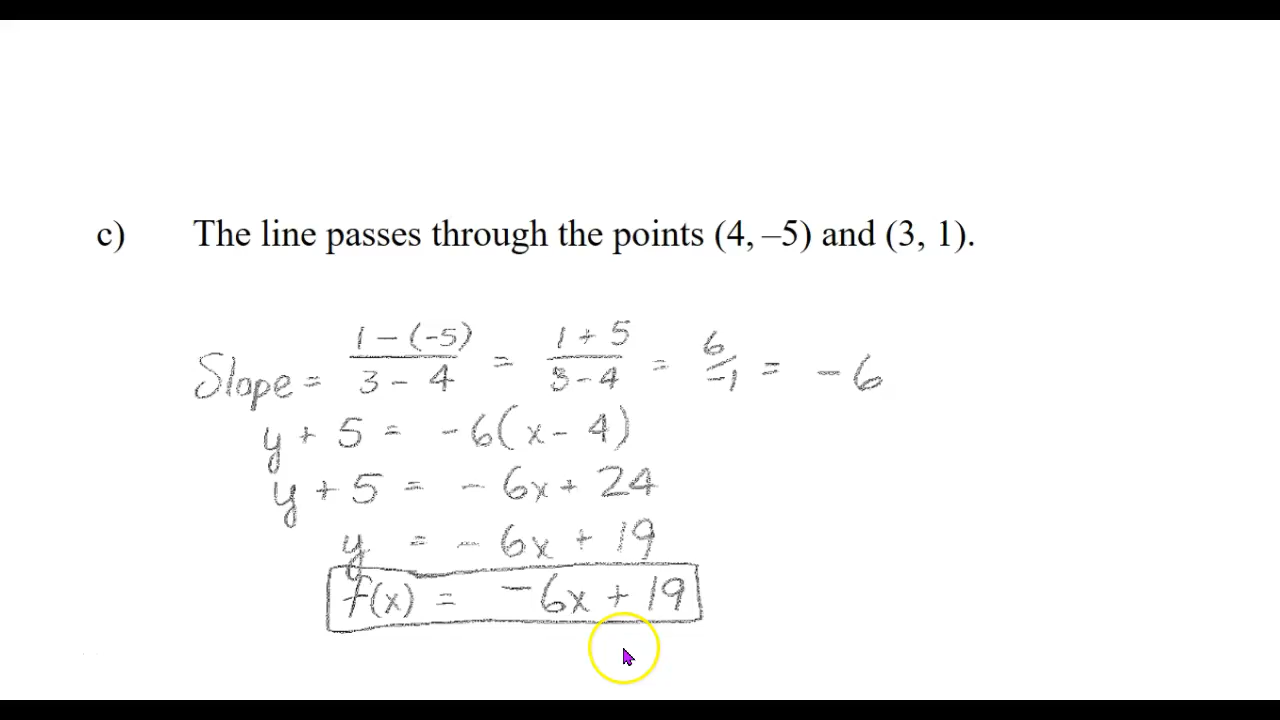 c) The line passes through the points (4, –5) and (3, 1).
Slope = 1 - (-5) / 3 - 4 = 1 + 5 / 3 - 4 = 6/-1 = - 6
y + 5 = - 6(x - 4)
y + 5 = - 6x + 24
y = - 6x + 19
f(x) = - 6x + 19